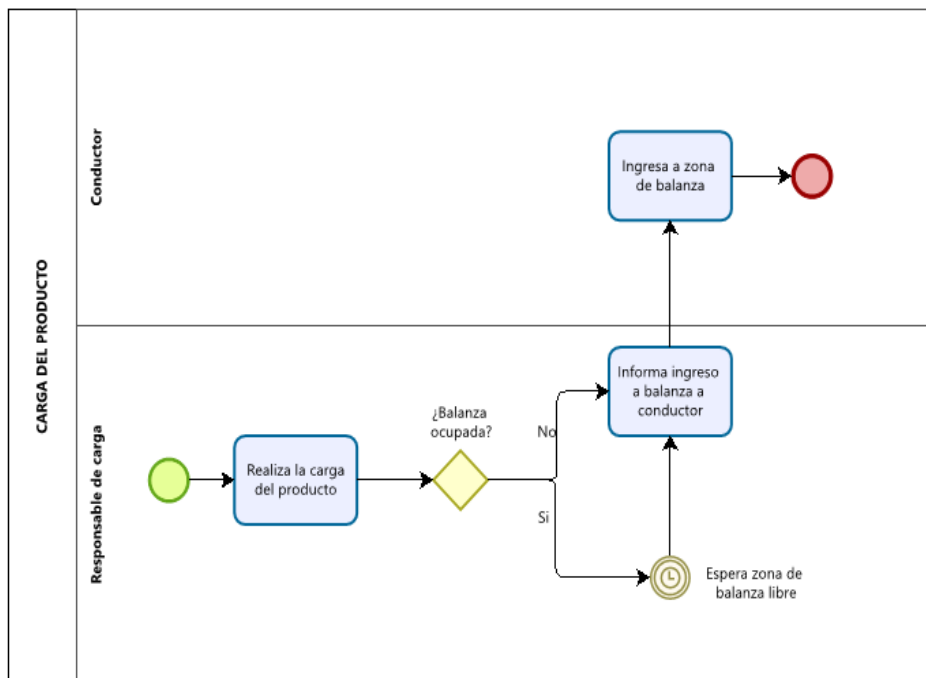 CARGA DEL PRODUCTO
Conductor
Ingresa a zona
de balanza
Responsable de carga
Realiza la carga
del producto
¿Balanza
ocupada?
No
Si
Informa ingreso
a balanza a
conductor
Espera zona de
balanza libre